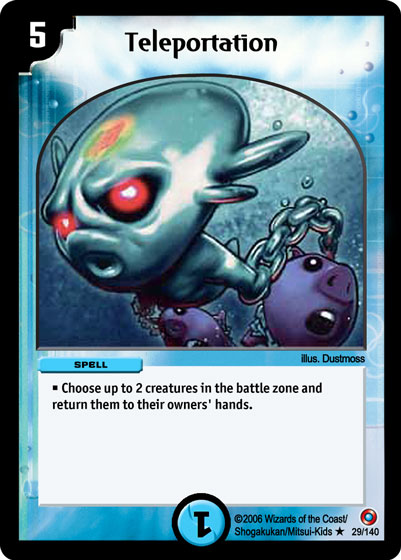 5
Teleportation
illus. Dustmoss
SPELL
▪ Choose up to 2 creatures in the battle zone and
return them to their owners' hands.
1
©2006 Wizards of the Coast/
Shogakukan/Mitsui-Kids ★ 29/140